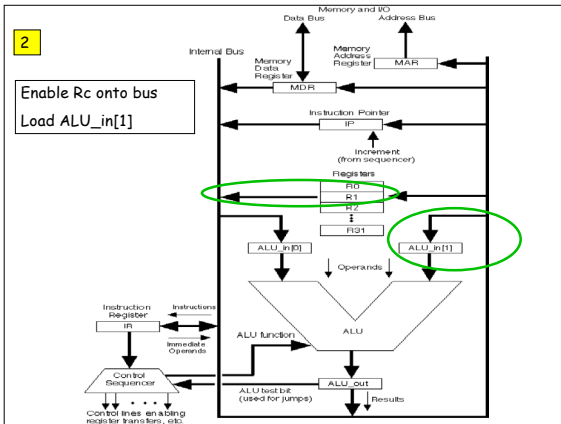 Memory and I/O
Data Bus
Address Bus
2
Internal Bus
Memory
Data
Register
Memory
Address
Register
MAR
MDR
Enable Rc onto bus
Load ALU_in[1]
Instruction Pointer
IP
Increment
(from sequencer)
Registers
R0
R1
R2
R31
ALU_in[0]
ALU_in[1]
Operands
Instruction
Register
Instructions
IR
Immediate
Operands
ALU function
ALU
Control
Sequencer
ALU test bit
(used for jumps)
ALU_out
Results
Control lines enabling
register transfers, etc.